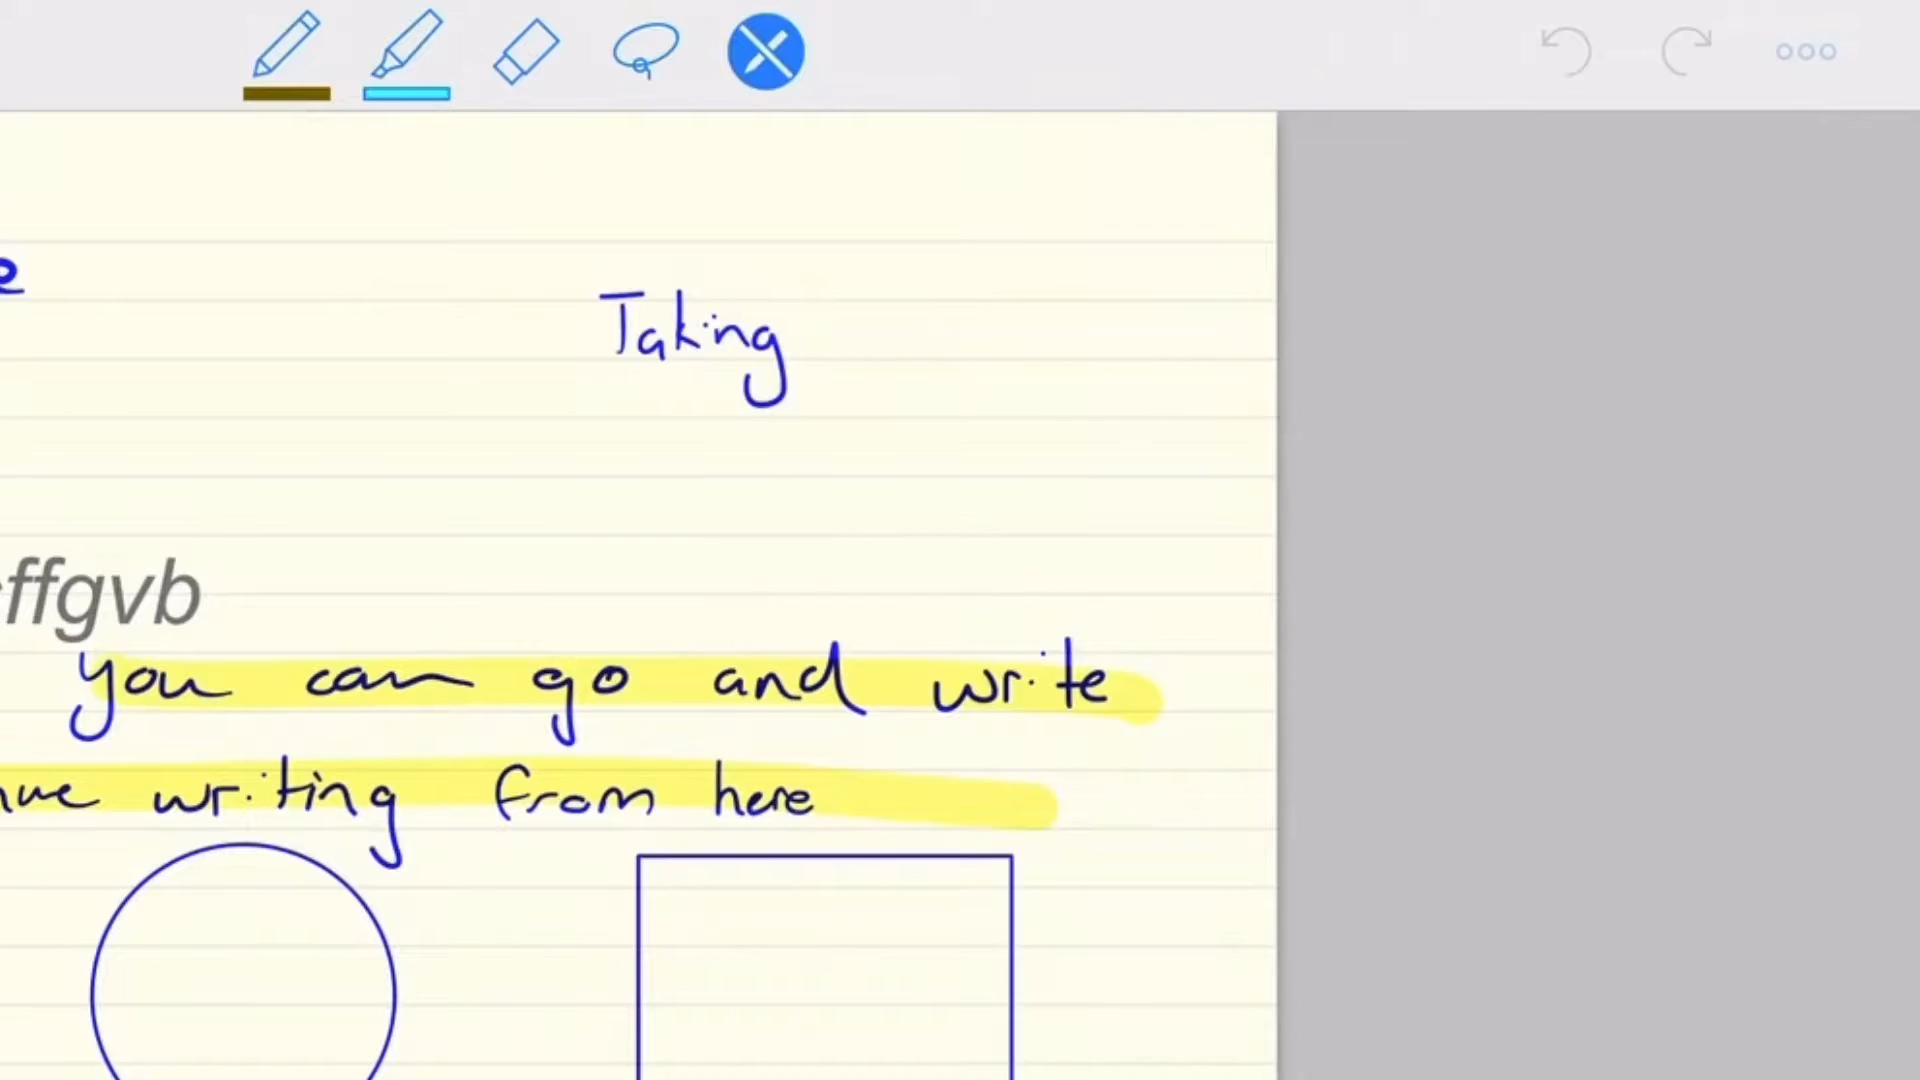 Taking
ffgvb
you can go and write
writing from here